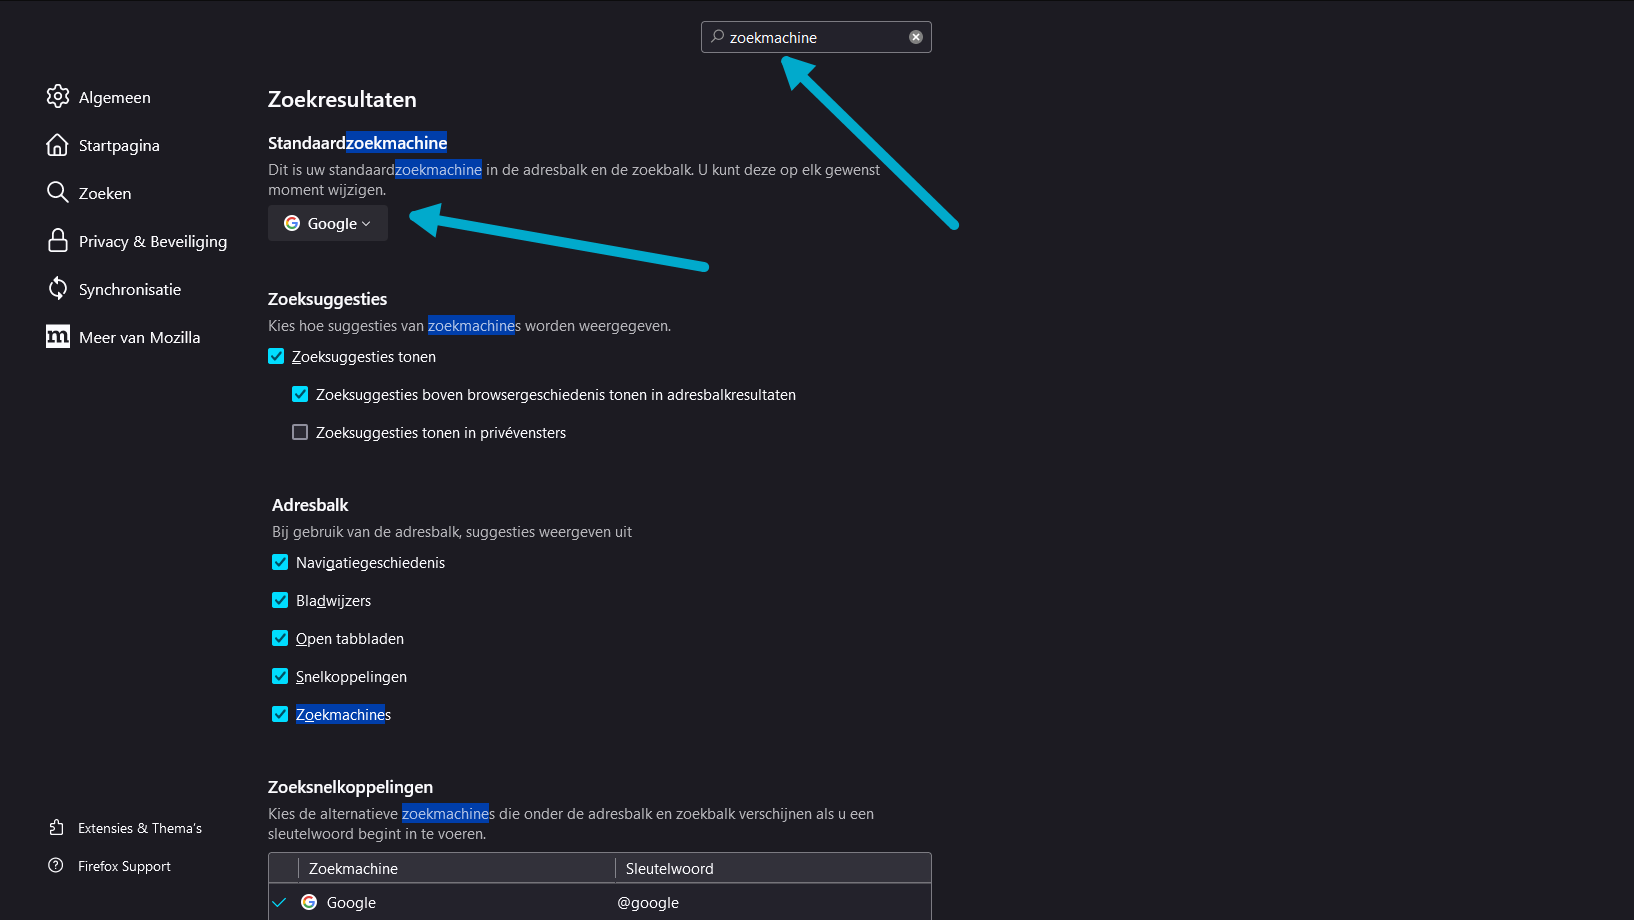 zoekmachine
Algemeen
Startpagina
Zoeken
Privacy & Beveiliging
Synchronisatie
m Meer van Mozilla
Extensies & Thema's
Firefox Support
Zoekresultaten
Standaardzoekmachine
Dit is uw standaardzoekmachine in de adresbalk en de zoekbalk. U kunt deze op elk gewenst
moment wijzigen.
Google
Zoeksuggesties
Kies hoe suggesties van zoekmachines worden weergegeven.
Zoeksuggesties tonen
Zoeksuggesties boven browsergeschiedenis tonen in adresbalkresultaten
Zoeksuggesties tonen in privévensters
Adresbalk
Bij gebruik van de adresbalk, suggesties weergeven uit
Navigatiegeschiedenis
Bladwijzers
Open tabbladen
Snelkoppelingen
Zoekmachines
Zoeksnelkoppelingen
Kies de alternatieve zoekmachines die onder de adresbalk en zoekbalk verschijnen als u een
sleutelwoord begint in te voeren.
Zoekmachine Sleutelwoord
Google @google